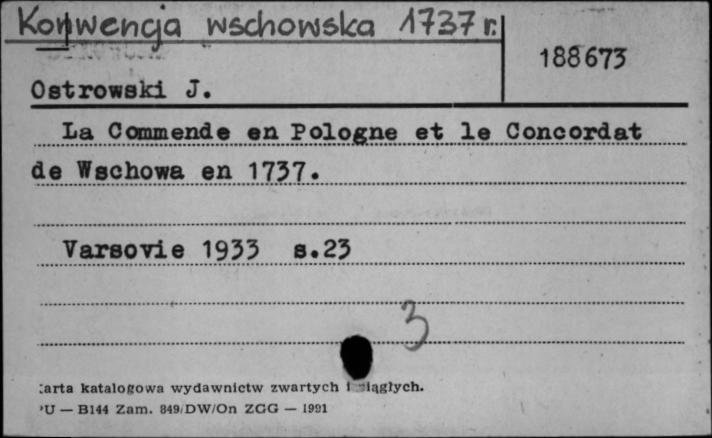 Konwencja wschowska 1737 r.
188673
Ostrowski J.
La Commende en Pologne et le Concordat
de Wschowa en 1737.
Varsovie 1933 s.23
3
arta katalogowa wydawnictw zwartych i ciągłych.
U — B144 Zam. 849/DW/On ZGG — 1991